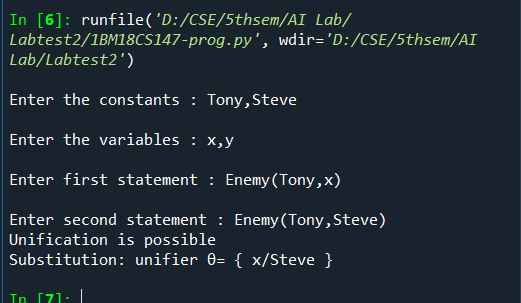 In [6]: runfile('D:/CSE/5thsem/AI Lab/
Labtest2/1BM18CS147-prog.py', wdir='D:/CSE/5thsem/AI
Lab/Labtest2')
Enter the constants : Tony,Steve
Enter the variables : x,y
Enter first statement : Enemy(Tony,x)
Enter second statement : Enemy(Tony,Steve)
Unification is possible
Substitution: unifier θ= { x/Steve }
In [7]: